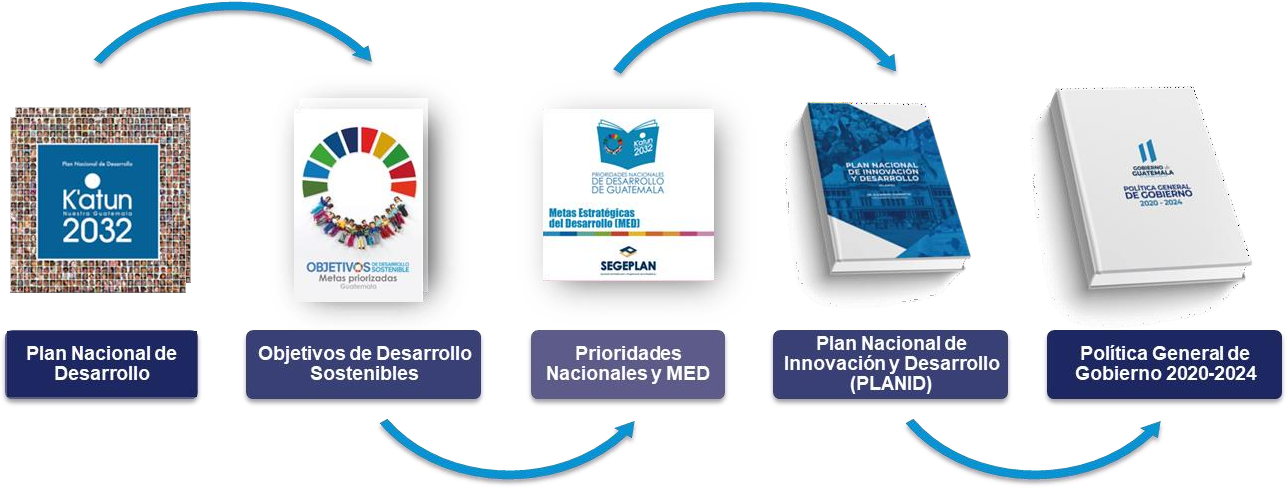 Plan Nacional de Desarrollo
K'atun
Nuestra Guatemala
2032
OBJETIVOS DE DESARROLLO
SOSTENIBLE
Metas priorizadas
Guatemala
K'atun
2032
PRIORIDADES NACIONALES
DE DESARROLLO
DE GUATEMALA
Metas Estratégicas
del Desarrollo (MED)
SEGEPLAN
PLAN NACIONAL
DE INNOVACIÓN
Y DESARROLLO
GOBIERNO de
GUATEMALA
POLÍTICA GENERAL
DE GOBIERNO
2020 - 2024
Plan Nacional de
Desarrollo
Objetivos de Desarrollo
Sostenibles
Prioridades
Nacionales y MED
Plan Nacional de
Innovación y Desarrollo
(PLANID)
Política General de
Gobierno 2020-2024